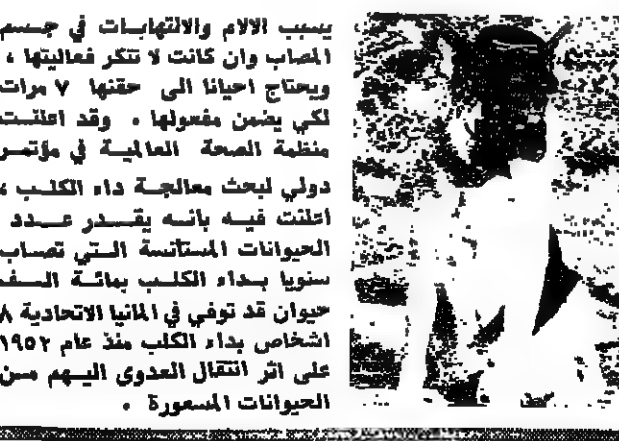 يسبب الالام والالتهابات في جسم
المصاب وان كانت لا تنكر فعاليتها ،
ويحتاج احيانا الى حقنها ٧ مرات
لكي يضمن مفعولها . وقد اعلنت
منظمة الصحة العالمية في مؤتمر
دولي لبحث معالجة داء الكلب ،
اعلنت فيه بانه يقدر عدد
الحيوانات المستأنسة التي تصاب
سنويا بداء الكلب بمائة الف
حيوان قد توفي في المانيا الاتحادية ٨
اشخاص بداء الكلب منذ عام ١٩٥٢
على اثر انتقال العدوى اليهم من
الحيوانات المسعورة .